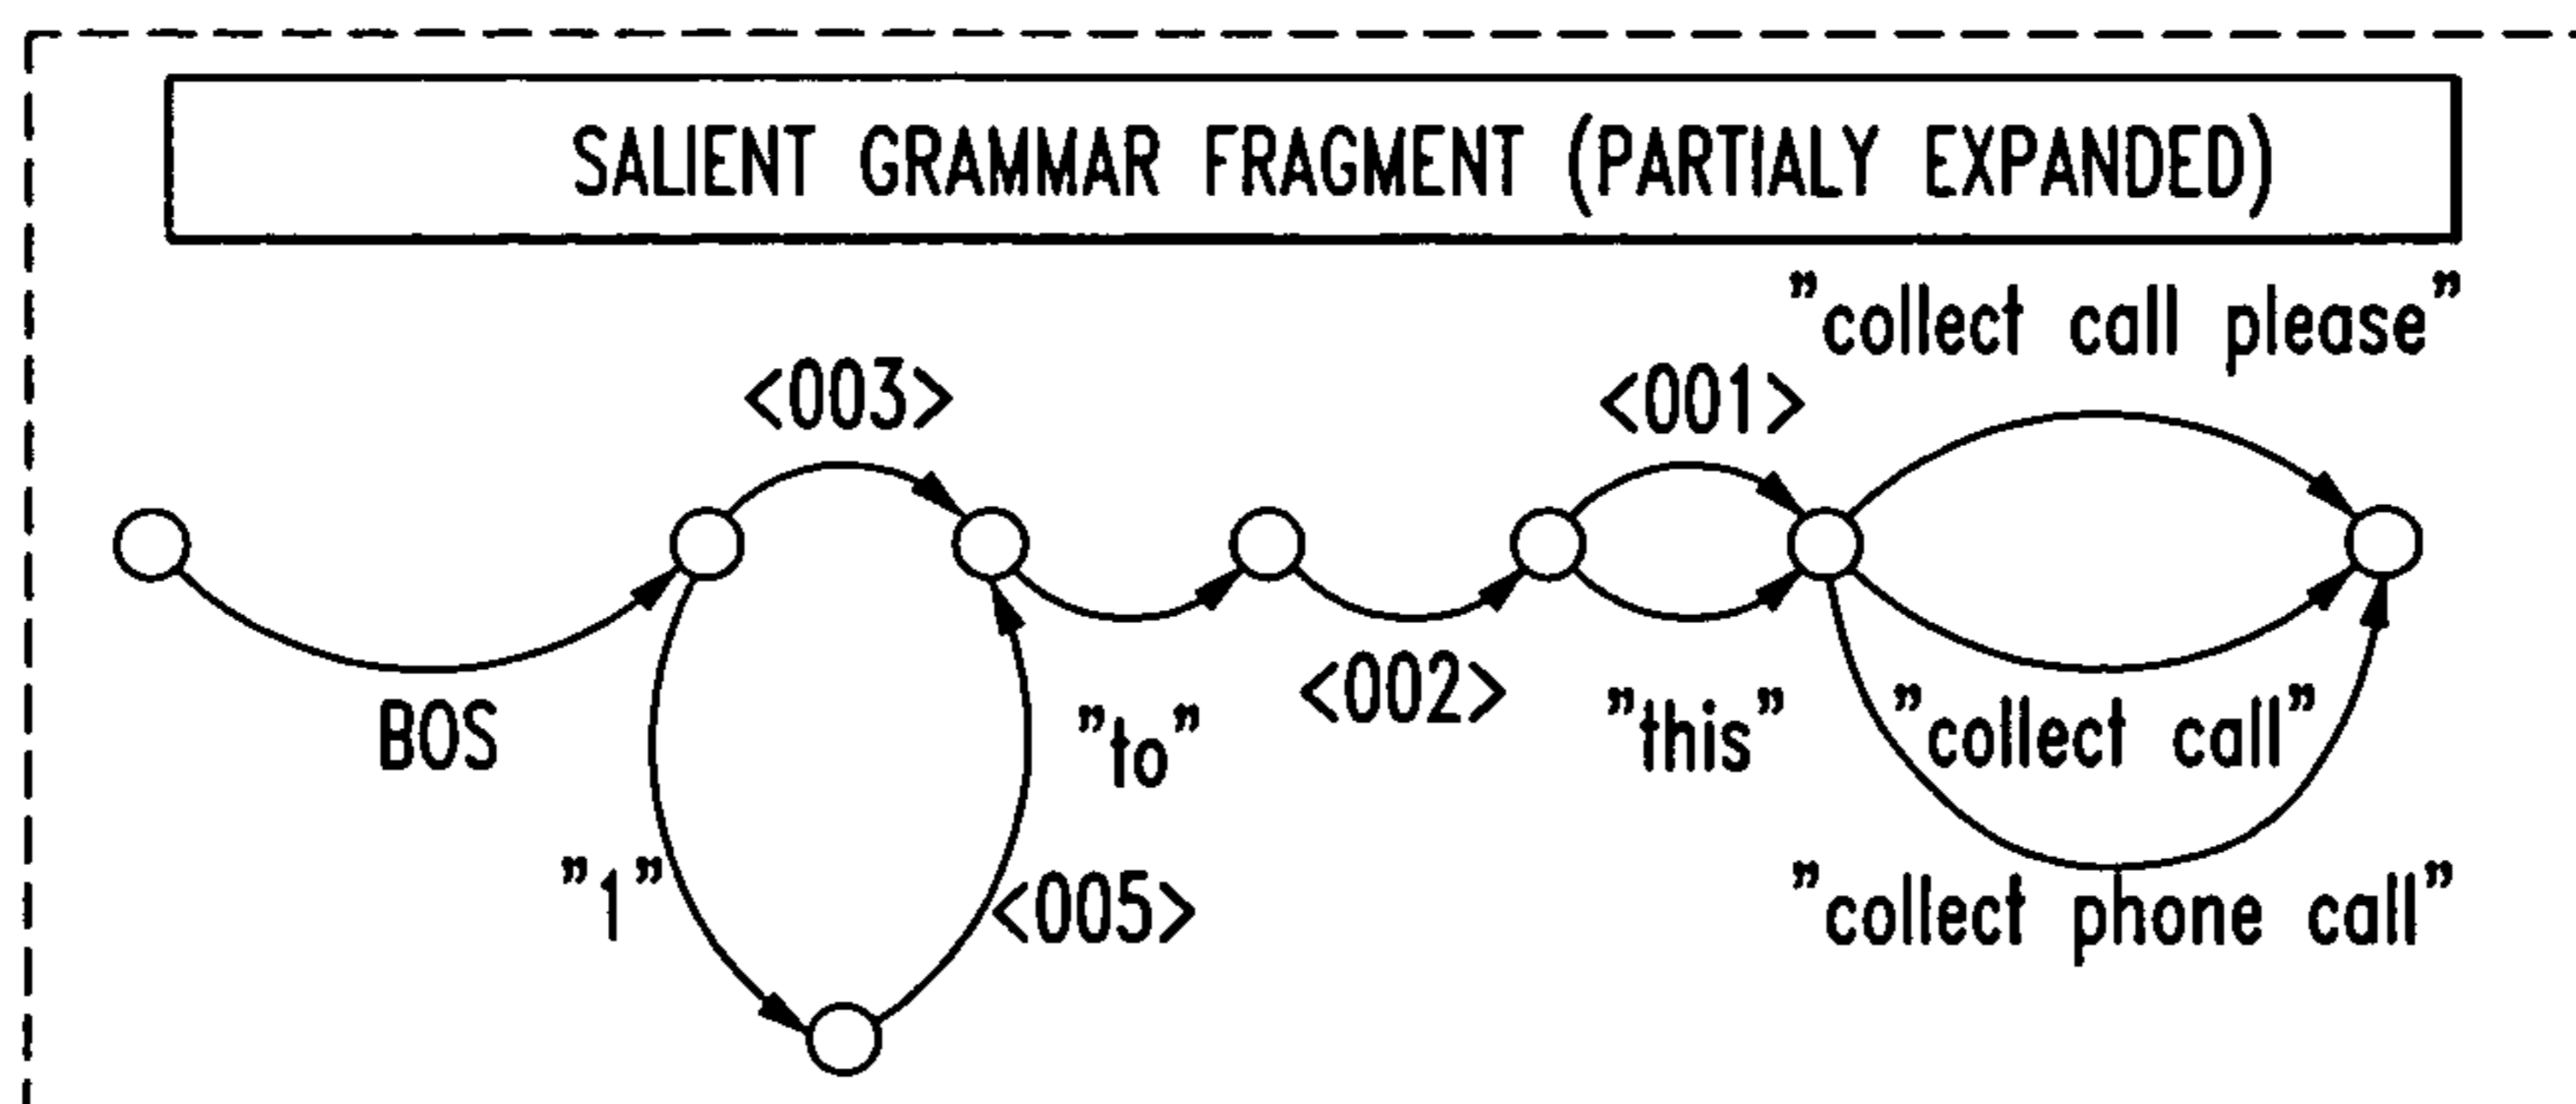 SALIENT GRAMMAR FRAGMENT (PARTIALY EXPANDED)
"collect call please"
<003>
<001>
BOS
"to"
<002>
"this"
"collect call"
"1"
<005>
"collect phone call"